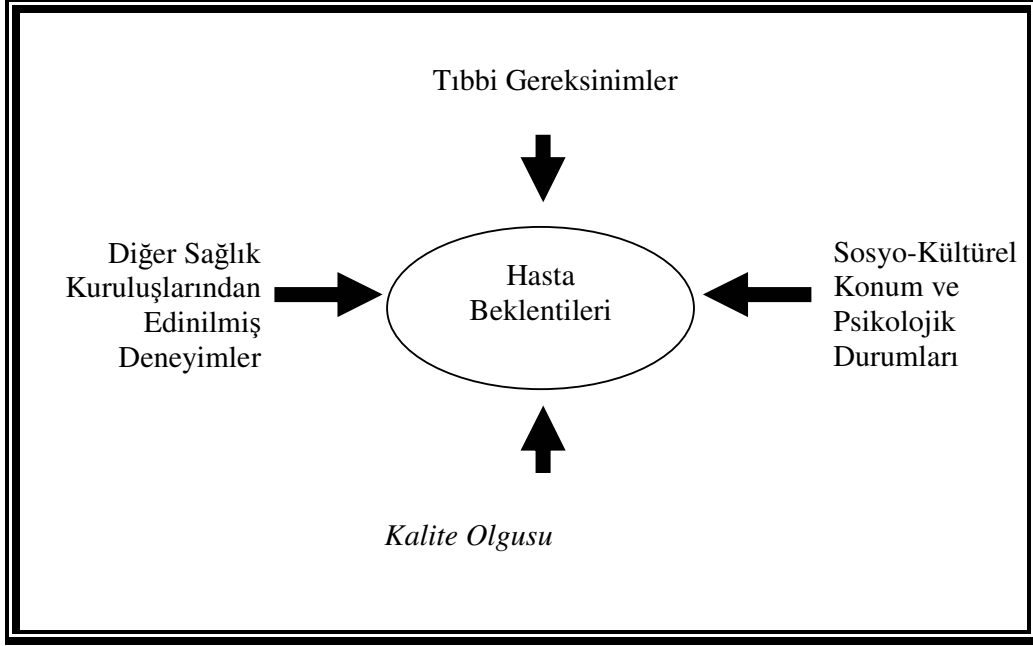 Tıbbi Gereksinimler
Diğer Sağlık
Kuruluşlarından
Edinilmiş
Deneyimler
Hasta
Beklentileri
Sosyo-Kültürel
Konum ve
Psikolojik
Durumları
Kalite Olgusu